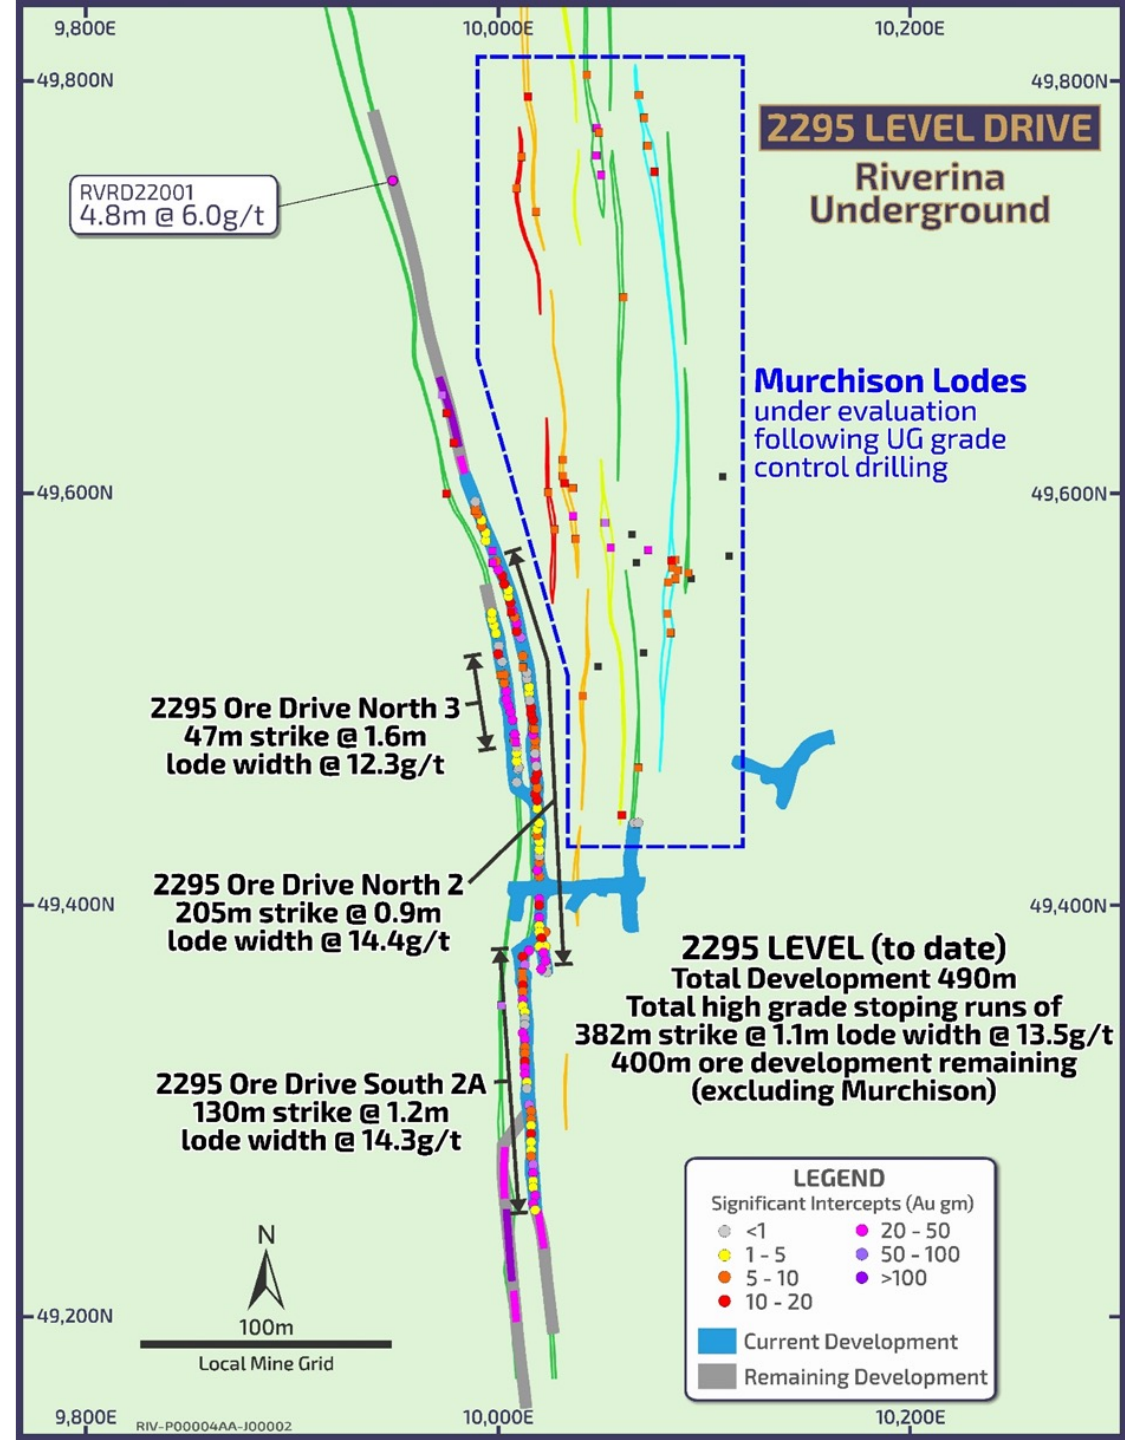 9,800E
10,000E
10,200E
49,800N
49,800N
2295 LEVEL DRIVE
Riverina
Underground
RVRD22001
4.8m @ 6.0g/t
Murchison Lodes
under evaluation
following UG grade
control drilling
49,600N
49,600N
2295 Ore Drive North 3
47m strike @ 1.6m
lode width @ 12.3g/t
2295 Ore Drive North 2
205m strike @ 0.9m
lode width @ 14.4g/t
49,400N
49,400N
2295 LEVEL (to date)
Total Development 490m
Total high grade stoping runs of
382m strike @ 1.1m lode width @ 13.5g/t
400m ore development remaining
(excluding Murchison)
2295 Ore Drive South 2A
130m strike @ 1.2m
lode width @ 14.3g/t
LEGEND
Significant Intercepts (Au gm)
<1
1 - 5
5 - 10
10 - 20
20 - 50
50 - 100
>100
Current Development
Remaining Development
N
100m
Local Mine Grid
49,200N
9,800E
RIV-P00004AA-J00002
10,000E
10,200E